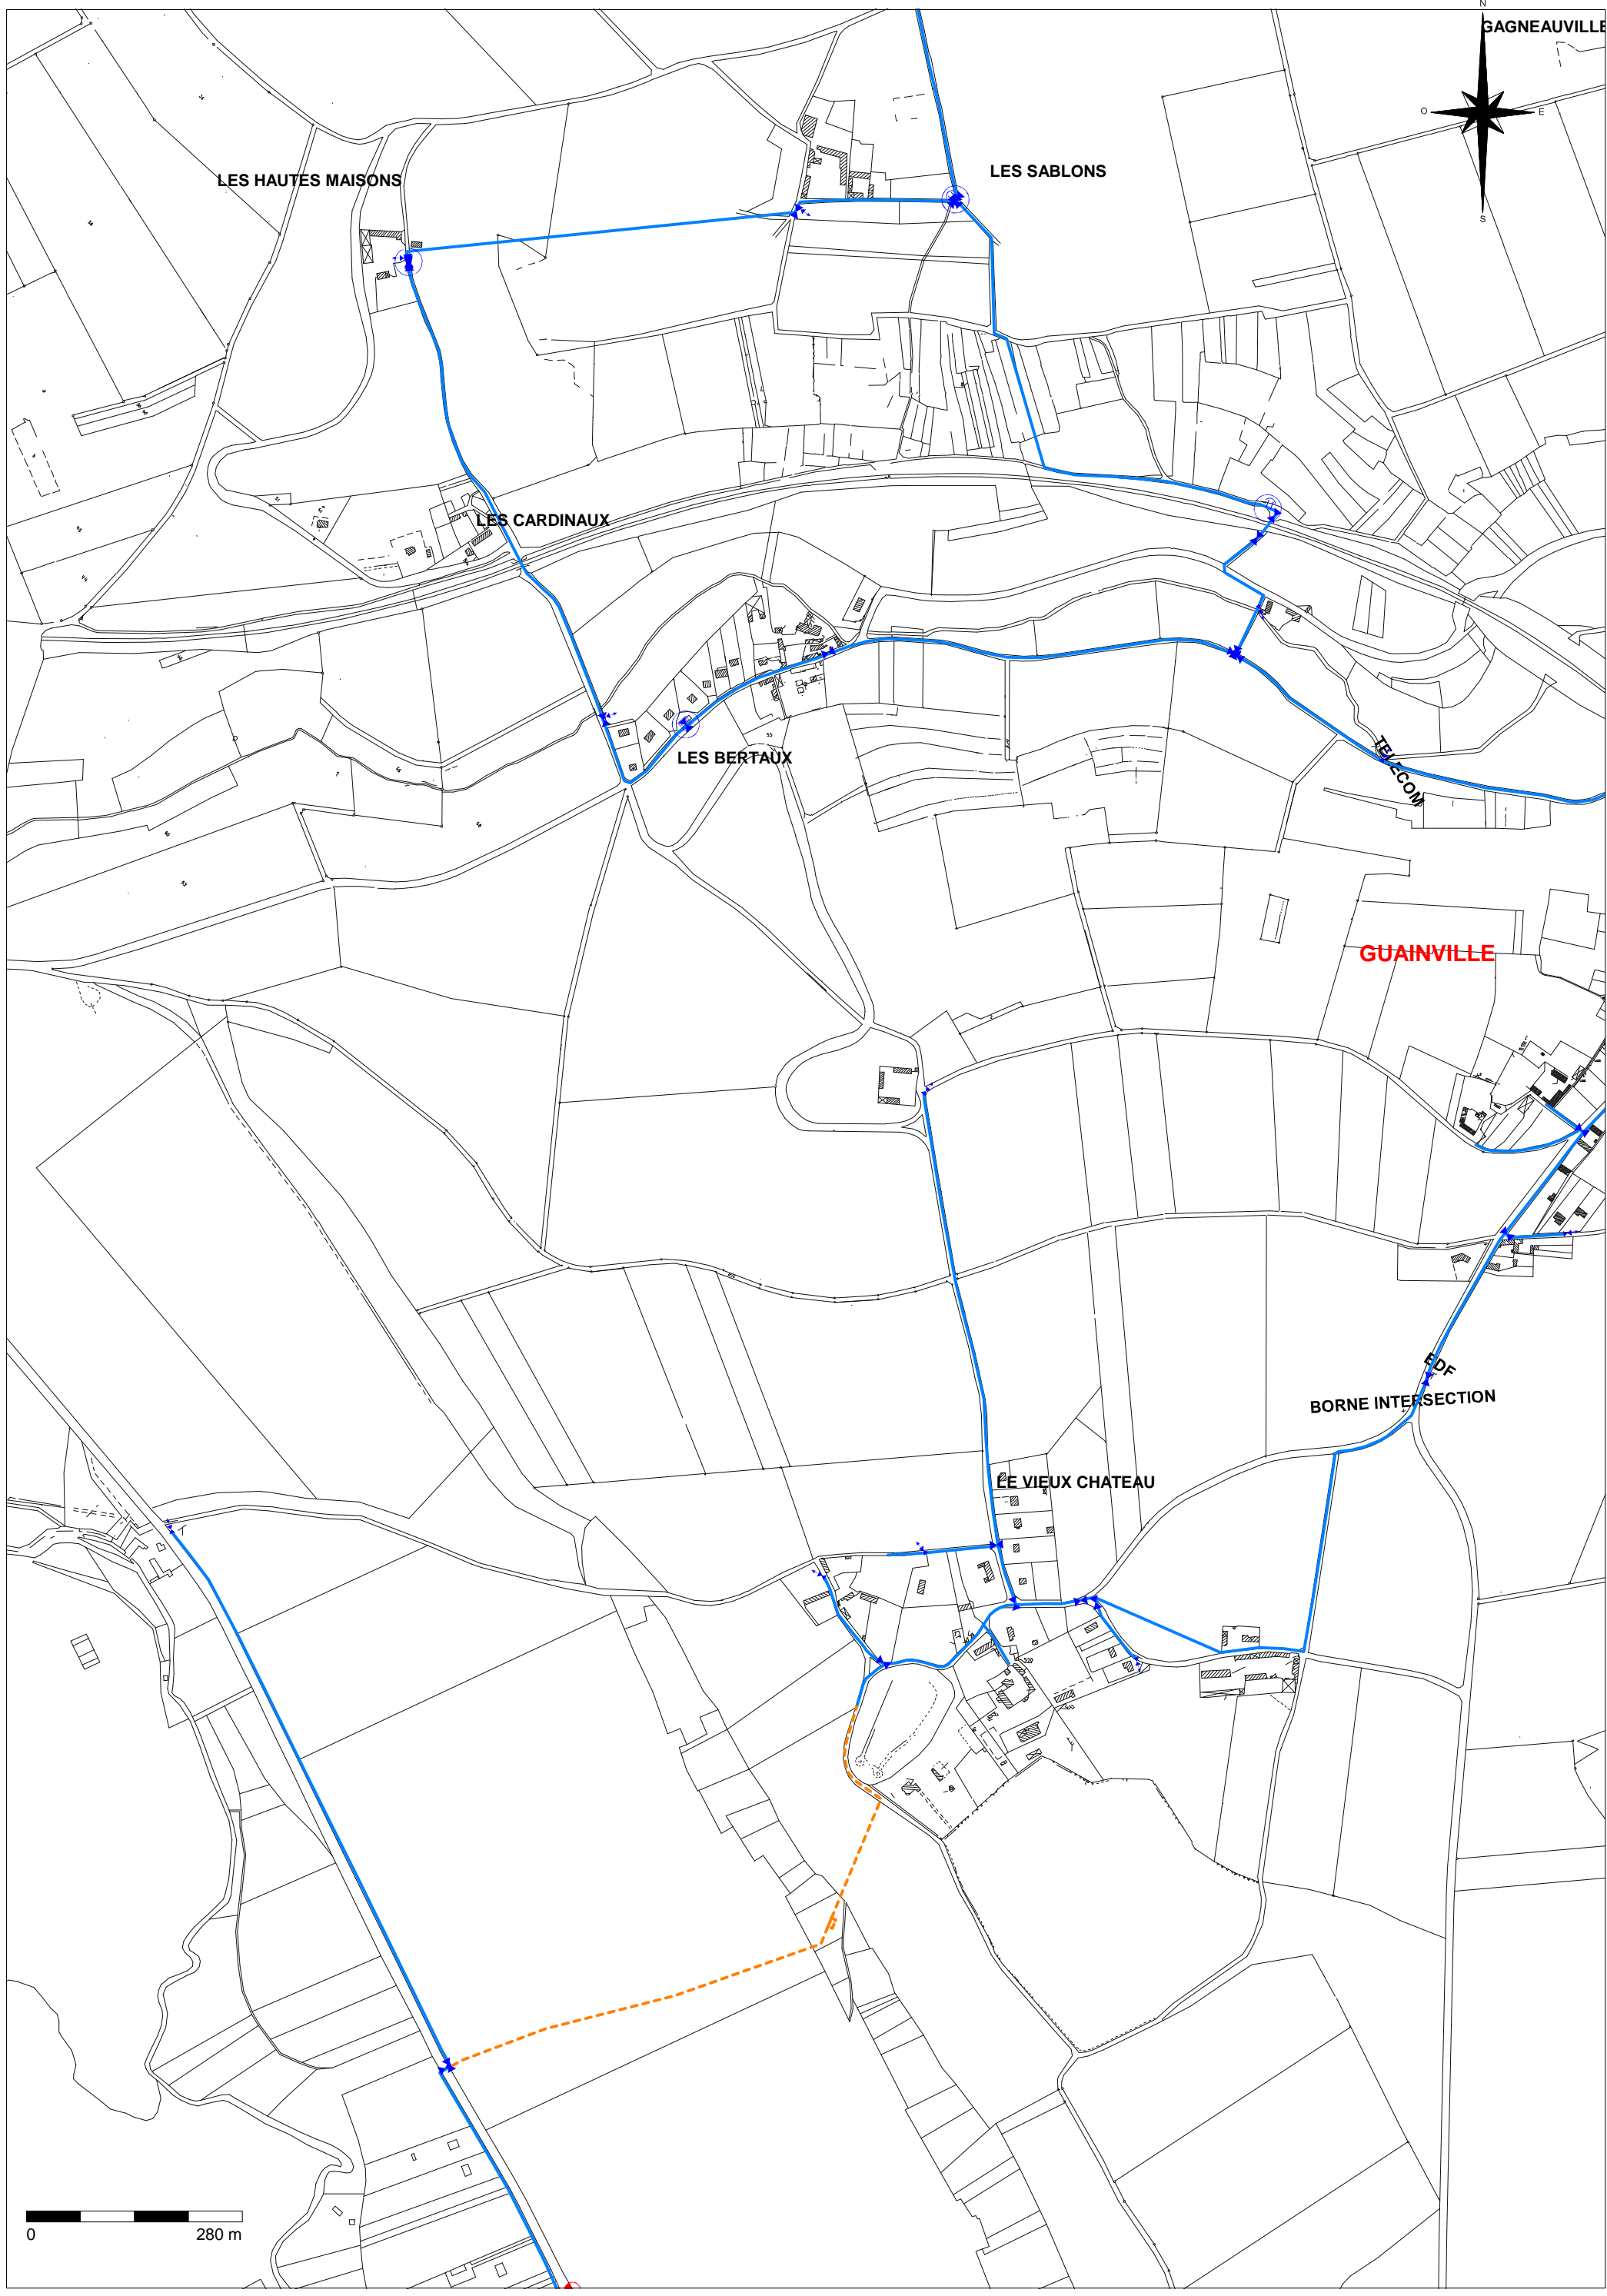 N
GAGNEAUVILLE
O
E
LES SABLONS
LES HAUTES MAISONS
S
LES CARDINAUX
LES BERTAUX
TELECOM
GUAINVILLE
EDF
BORNE INTERSECTION
LE VIEUX CHATEAU
0
280 m